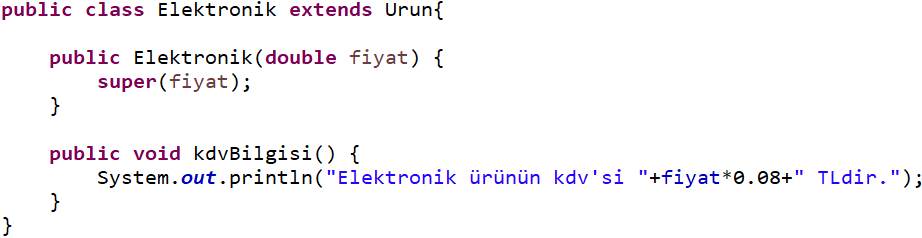 public class Elektronik extends Urun{
public Elektronik(double fiyat) {
super(fiyat);
}
public void kdvBilgisi() {
System.out.println("Elektronik ürünün kdv'si "+fiyat*0.08+" TLdir.");
}
}